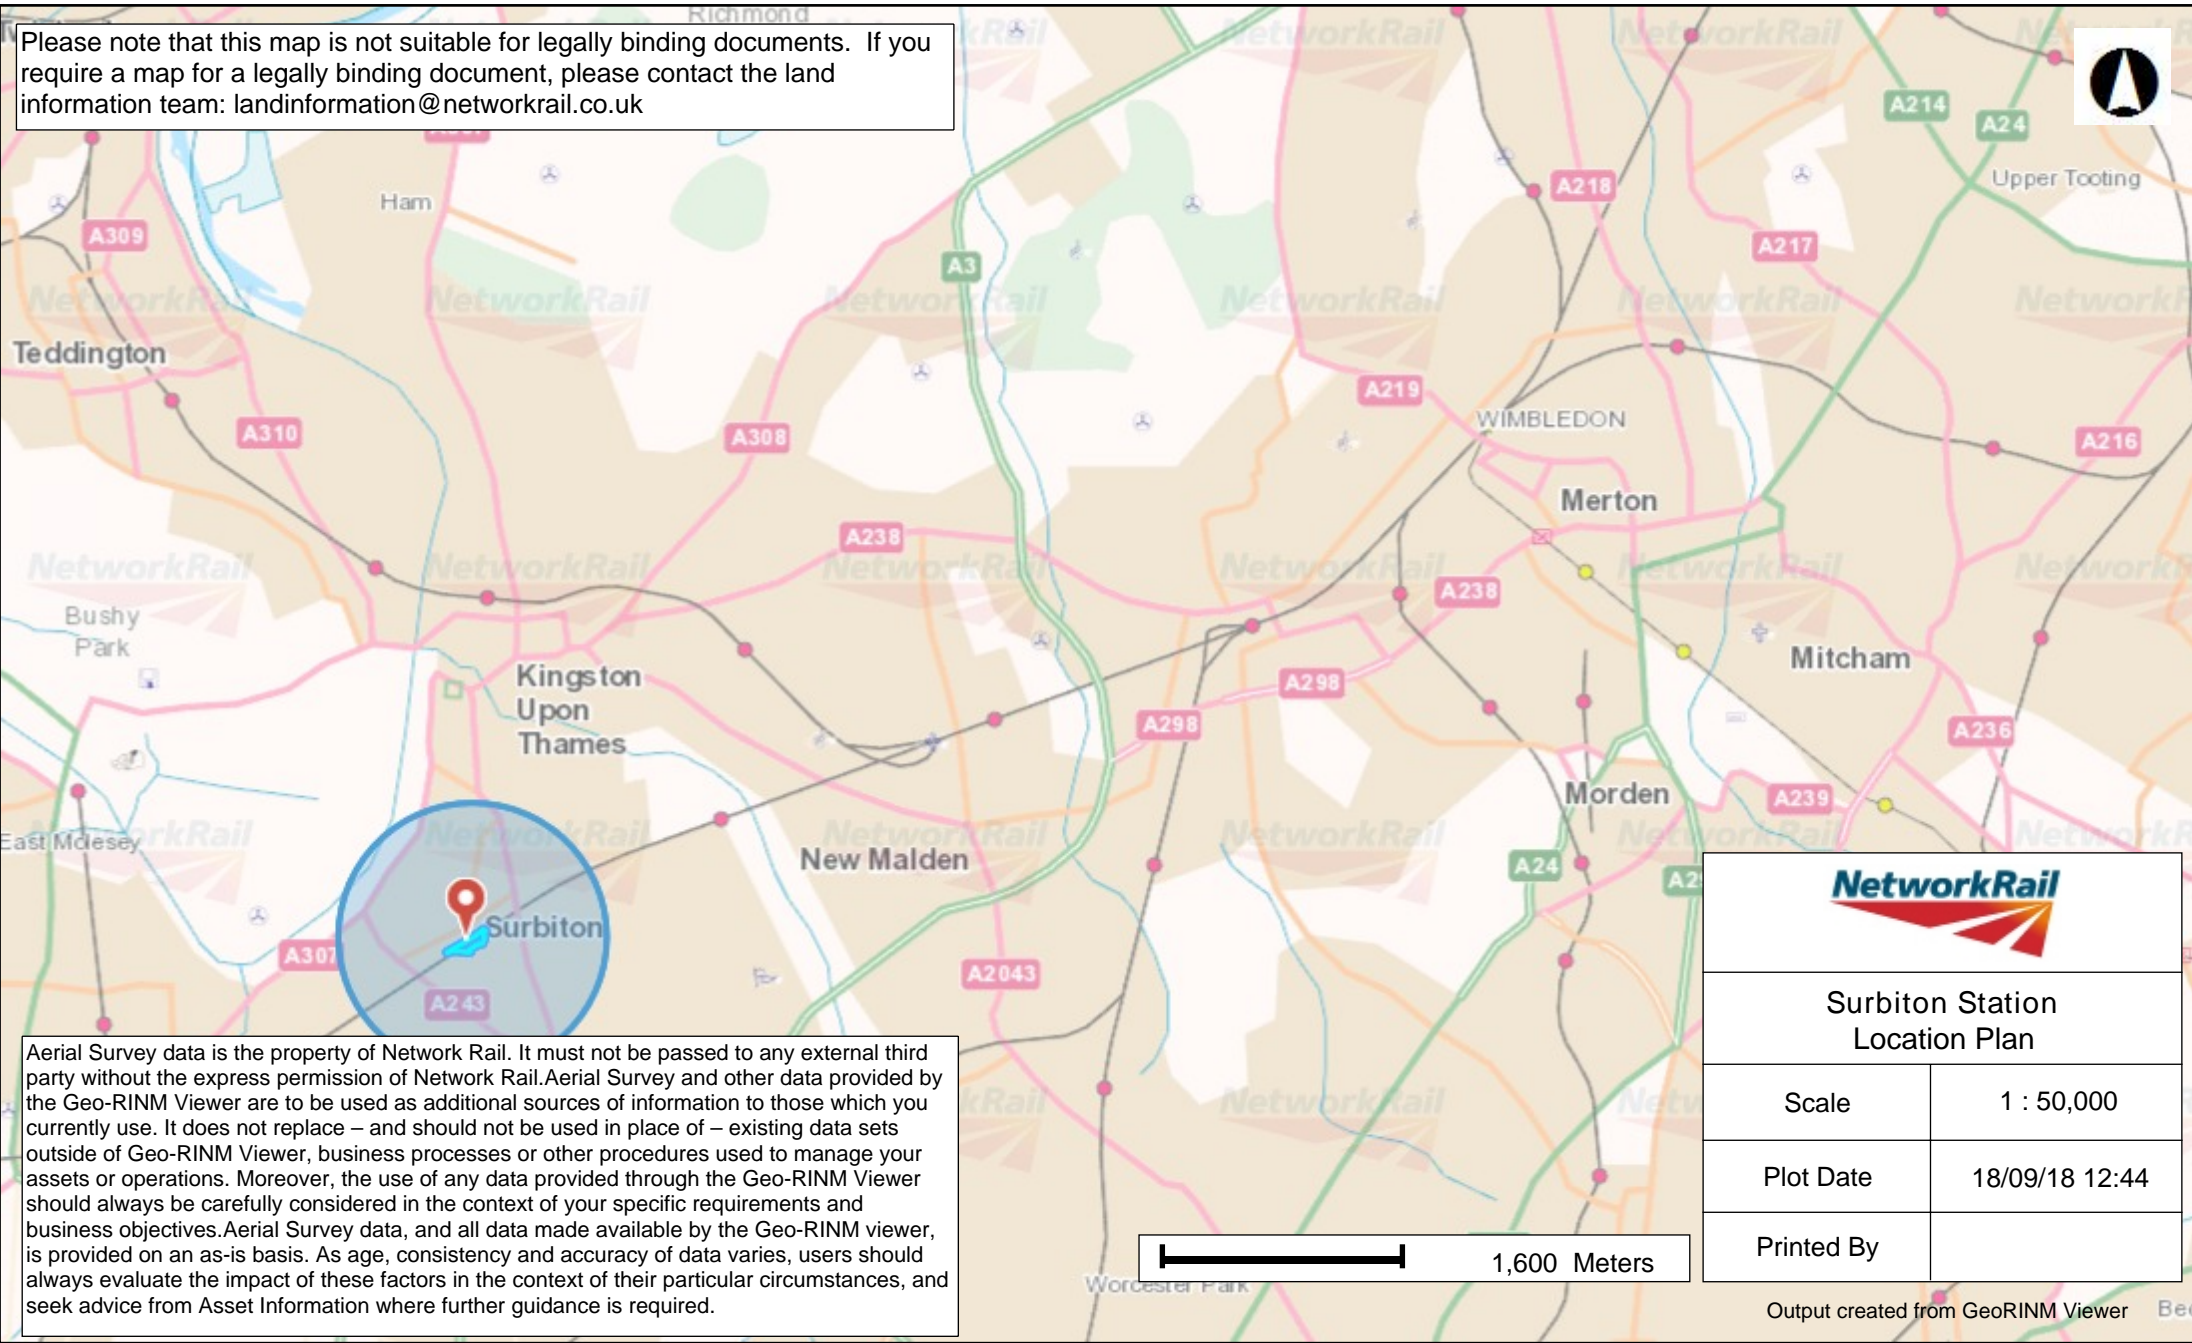 Richmond
Please note that this map is not suitable for legally binding documents.  If you
require a map for a legally binding document, please contact the land
information team: landinformation@networkrail.co.uk
A214
A24
Upper Tooting
A218
Ham
A309
A217
A3
Teddington
A219
WIMBLEDON
A310
A308
A216
Merton
A238
A238
Bushy
Park
Mitcham
Kingston
Upon
Thames
A298
A298
A236
Morden
A239
East Molesey
New Malden
A24
Surbiton
A307
A2043
A243
NetworkRail
Surbiton Station
Location Plan
Scale
1 : 50,000
Plot Date
18/09/18 12:44
Printed By
Aerial Survey data is the property of Network Rail. It must not be passed to any external third
party without the express permission of Network Rail.Aerial Survey and other data provided by
the Geo-RINM Viewer are to be used as additional sources of information to those which you
currently use. It does not replace – and should not be used in place of – existing data sets
outside of Geo-RINM Viewer, business processes or other procedures used to manage your
assets or operations. Moreover, the use of any data provided through the Geo-RINM Viewer
should always be carefully considered in the context of your specific requirements and
business objectives.Aerial Survey data, and all data made available by the Geo-RINM viewer,
is provided on an as-is basis. As age, consistency and accuracy of data varies, users should
always evaluate the impact of these factors in the context of their particular circumstances, and
seek advice from Asset Information where further guidance is required.
1,600  Meters
Worcester Park
Output created from GeoRINM Viewer